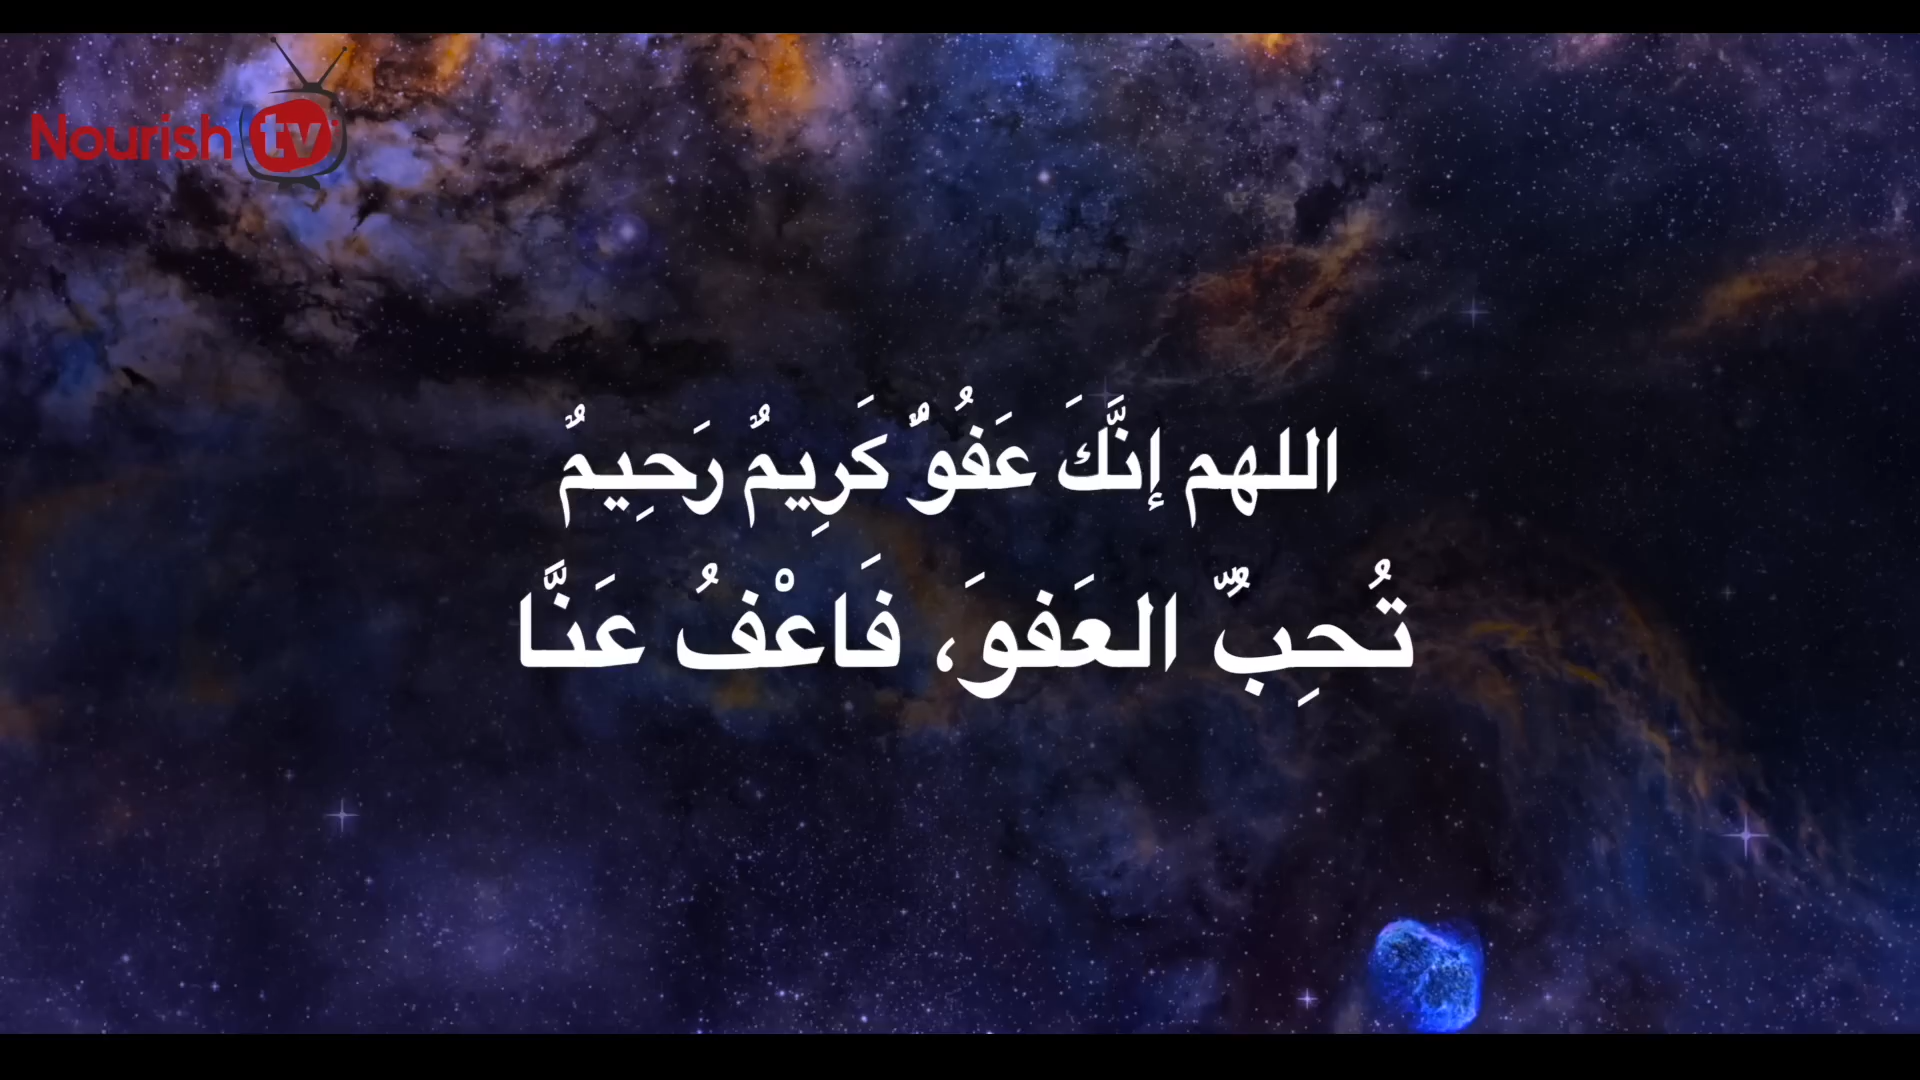 Nourish tv
اللهم إنَّكَ عَفُوٌ كَرِيمٌ رَحِيمٌ
تُحِبٌّ العَفوَ، فَاعْفُ عَنَّا